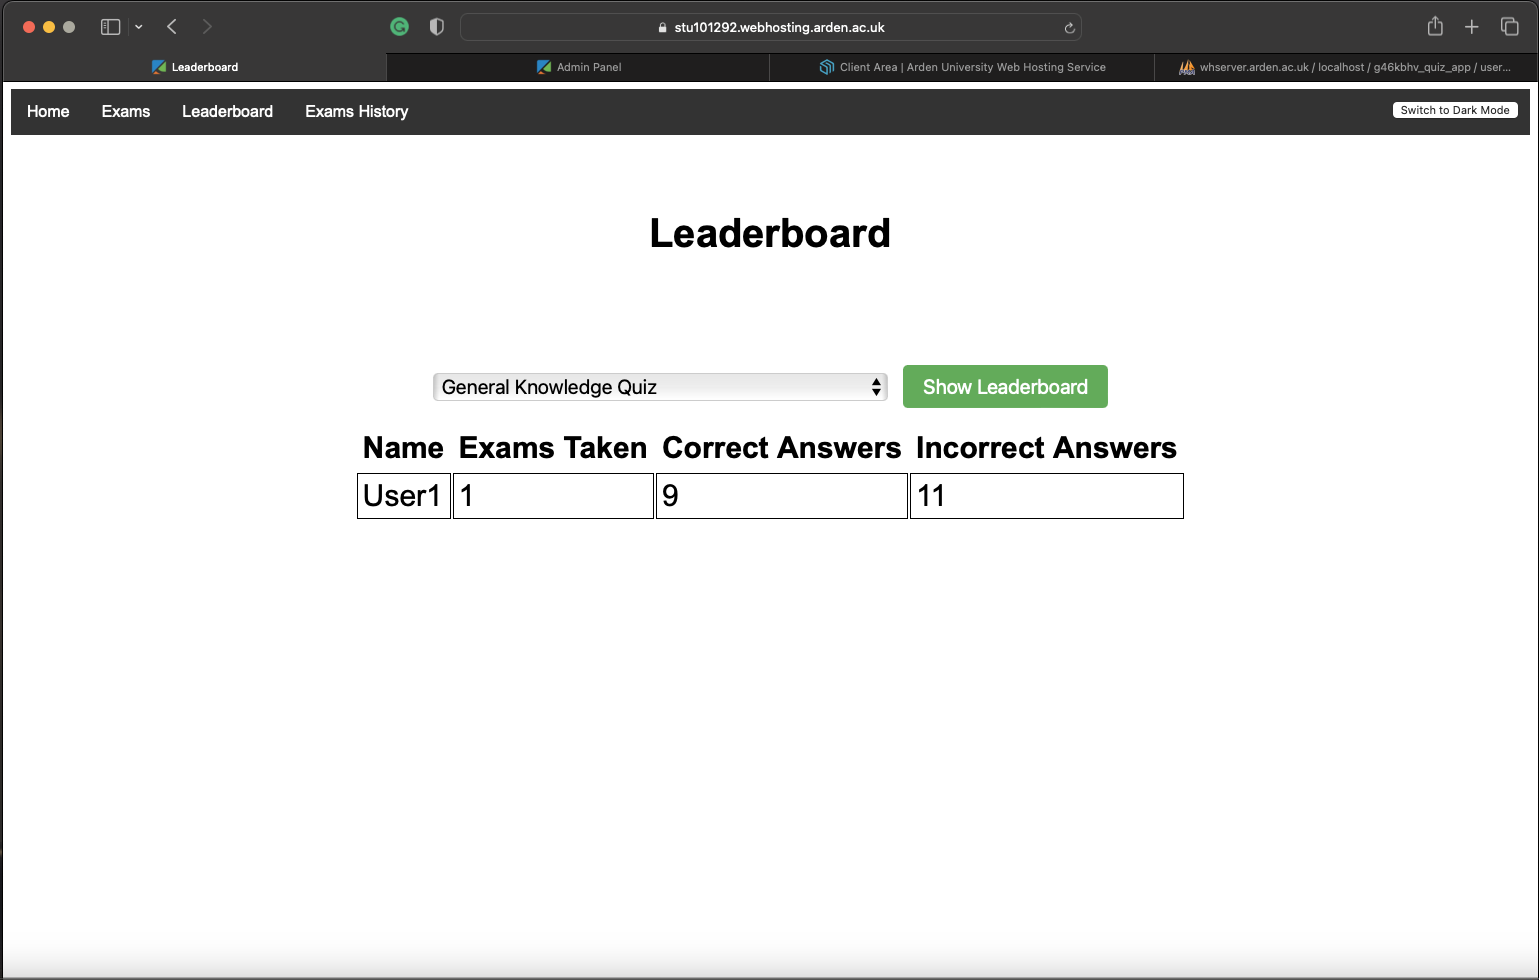 stu101292.webhosting.arden.ac.uk
Leaderboard
Admin Panel
Client Area | Arden University Web Hosting Service
whserver.arden.ac.uk / localhost / g46kbhv_quiz_app / user...
Home Exams Leaderboard Exams History
Switch to Dark Mode
Leaderboard
General Knowledge Quiz
Show Leaderboard
Name Exams Taken Correct Answers Incorrect Answers
User1 1 9 11